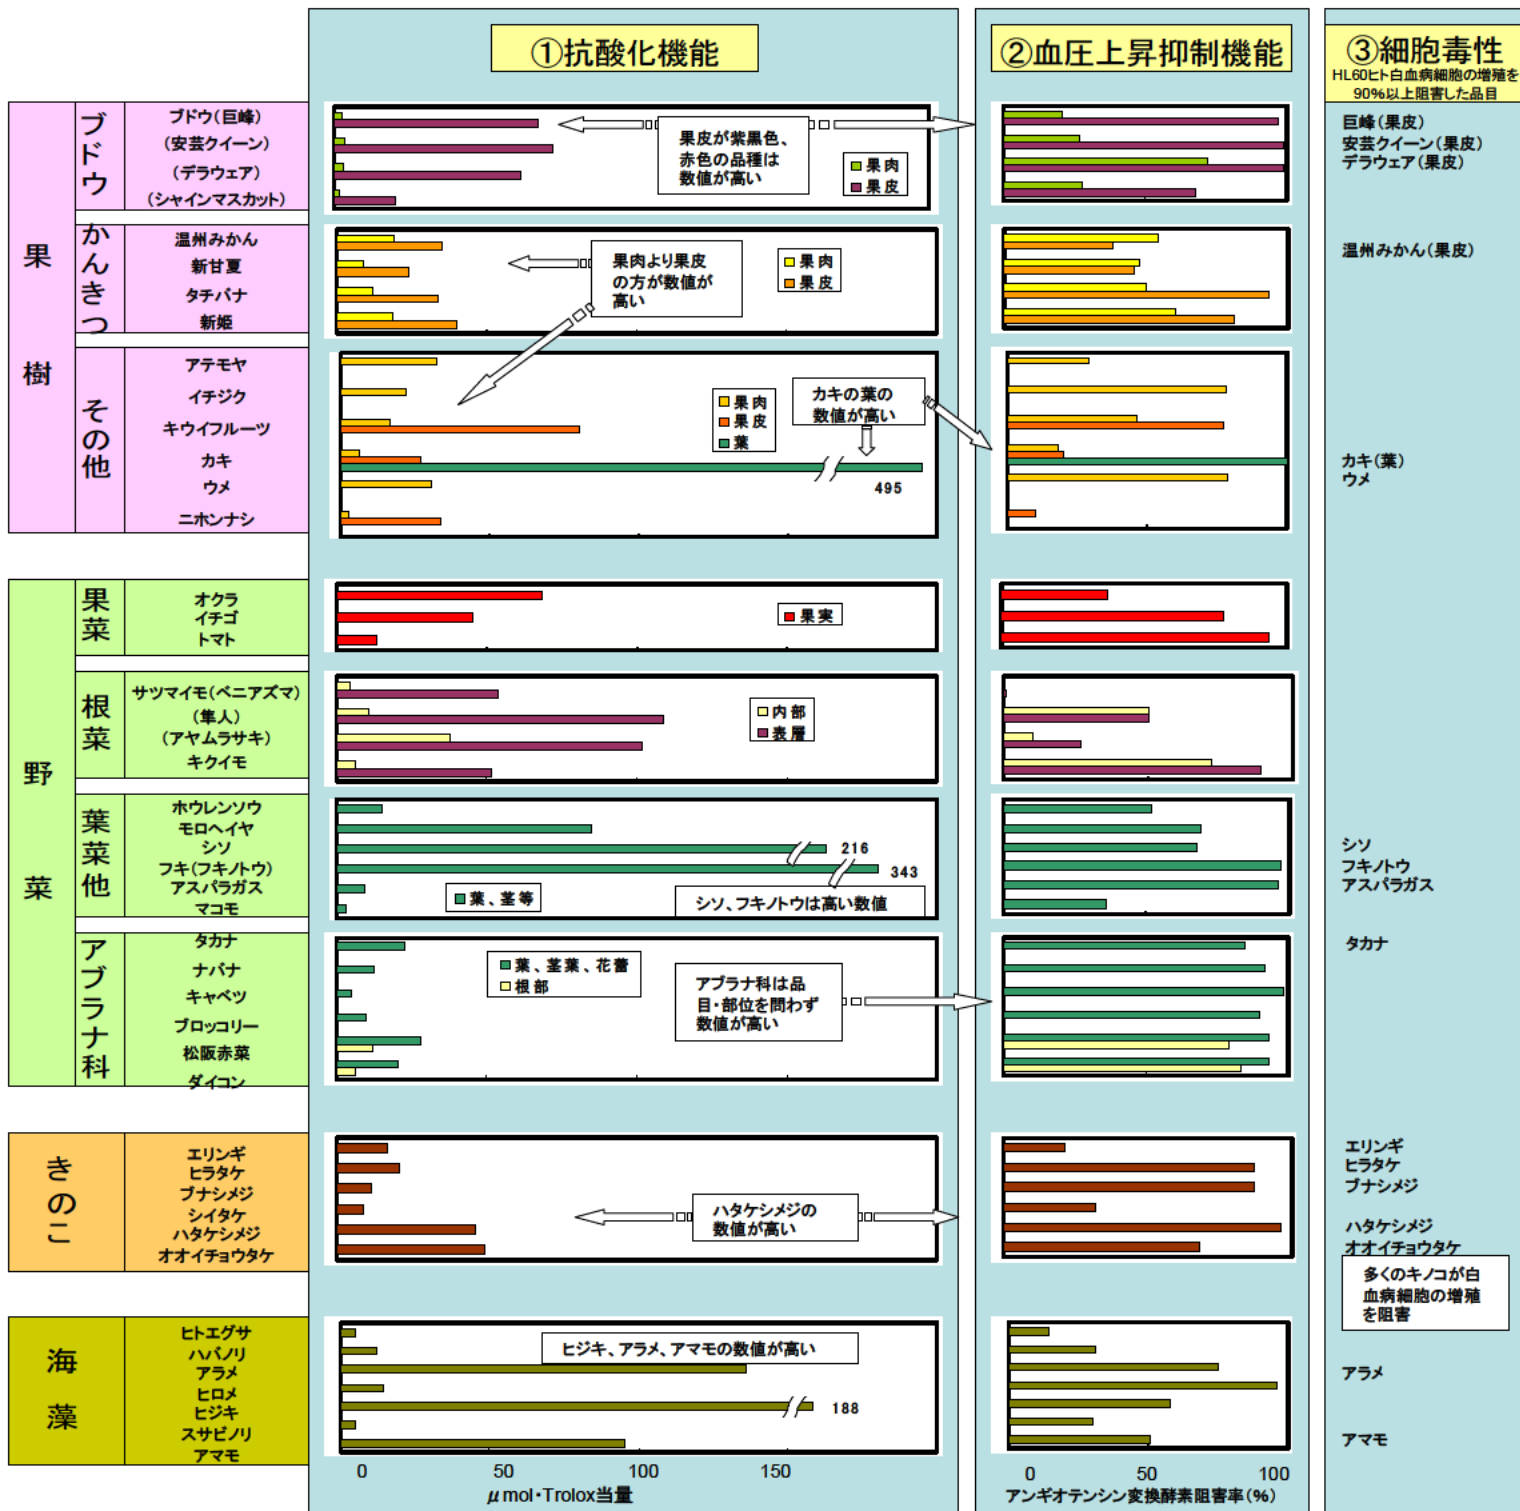 ①抗酸化機能
②血圧上昇抑制機能
③細胞毒性
HL60ヒト白血病細胞の増殖を
90%以上阻害した品目
果樹
ブドウ
ブドウ(巨峰)
(安芸クイーン)
(デラウェア)
(シャインマスカット)
果皮が紫黒色、
赤色の品種は
数値が高い
果肉
果皮
巨峰(果皮)
安芸クイーン(果皮)
デラウェア(果皮)
かんきつ
温州みかん
新甘夏
タチバナ
新姫
果肉より果皮
の方が数値が
高い
果肉
果皮
温州みかん(果皮)
その他
アテモヤ
イチジク
キウイフルーツ
カキ
ウメ
ニホンナシ
果肉
果皮
葉
カキの葉の
数値が高い
495
カキ(葉)
ウメ
野菜
果菜
オクラ
イチゴ
トマト
果実
根菜
サツマイモ(ベニアズマ)
(隼人)
(アヤムラサキ)
キクイモ
内部
表層
葉菜他
ホウレンソウ
モロヘイヤ
シソ
フキ(フキノトウ)
アスパラガス
マコモ
216
343
葉、茎等
シソ、フキノトウは高い数値
シソ
フキノトウ
アスパラガス
アブラナ科
タカナ
ナバナ
キャベツ
ブロッコリー
松阪赤菜
ダイコン
葉、茎葉、花蕾
根部
アブラナ科は品
目・部位を問わず
数値が高い
タカナ
きのこ
エリンギ
ヒラタケ
ブナシメジ
シイタケ
ハタケシメジ
オオイチョウタケ
ハタケシメジの
数値が高い
エリンギ
ヒラタケ
ブナシメジ
ハタケシメジ
オオイチョウタケ
多くのキノコが白
血病細胞の増殖
を阻害
海藻
ヒトエグサ
ハバノリ
アラメ
ヒロメ
ヒジキ
スサビノリ
アマモ
ヒジキ、アラメ、アマモの数値が高い
188
アラメ
アマモ
0 50 100 150
μmol・Trolox当量
0 50 100
アンギオテンシン変換酵素阻害率(%)